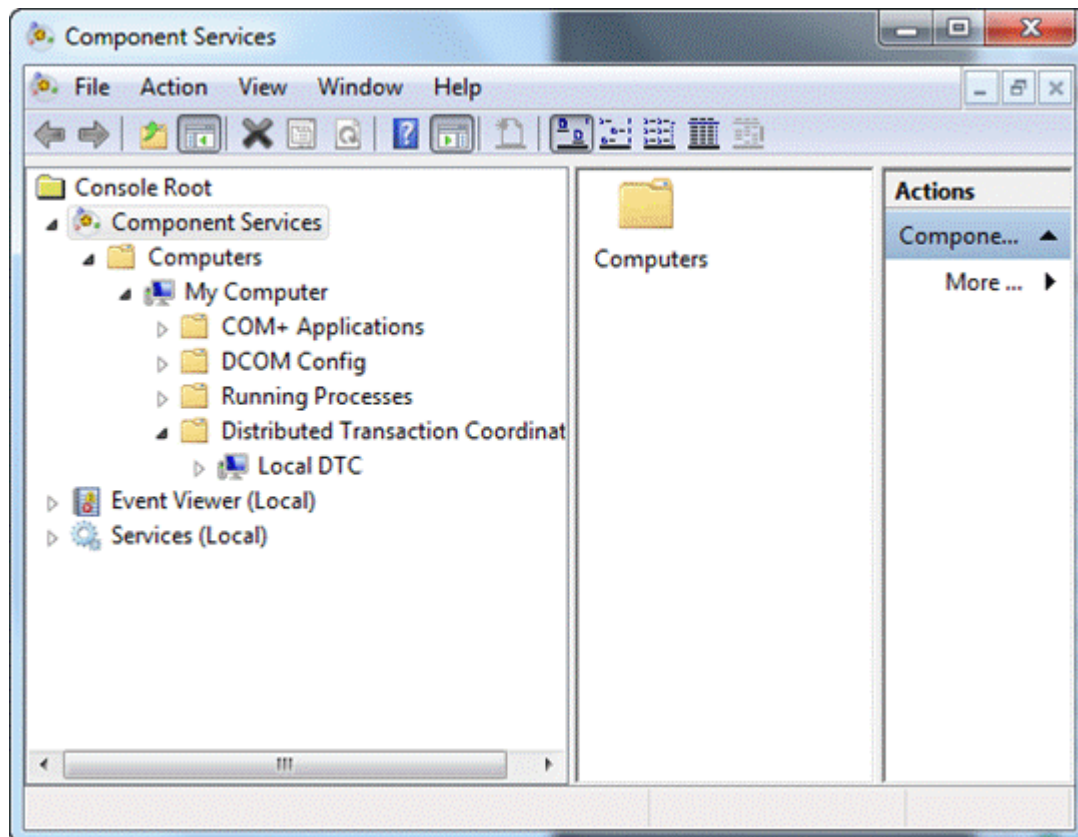 Component Services
File Action View Window Help
Console Root
Component Services
Computers
My Computer
COM+ Applications
DCOM Config
Running Processes
Distributed Transaction Coordinat
Local DTC
Event Viewer (Local)
Services (Local)
Computers
Actions
Compone...
More ...